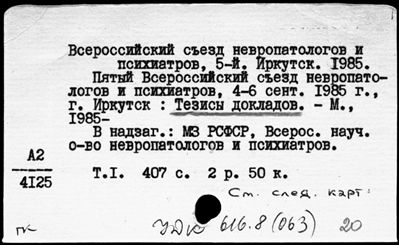 Всероссийский съезд невропатологов и
психиатров, 5-й. Иркутск. 1985.
Пятый Всероссийский съезд невропато-
логов и психиатров, 4-6 сент. 1985 г.,
г. Иркутск : Тезисы докладов. - М.,
1985-
В надзаг.: МЗ РСФСР, Всерос. науч.
о-во невропатологов и психиатров.
А2
4125
Т.I. 407 с. 2 р. 50 к.
См. след. карт.
гк
УДК 616.8 (063) 20